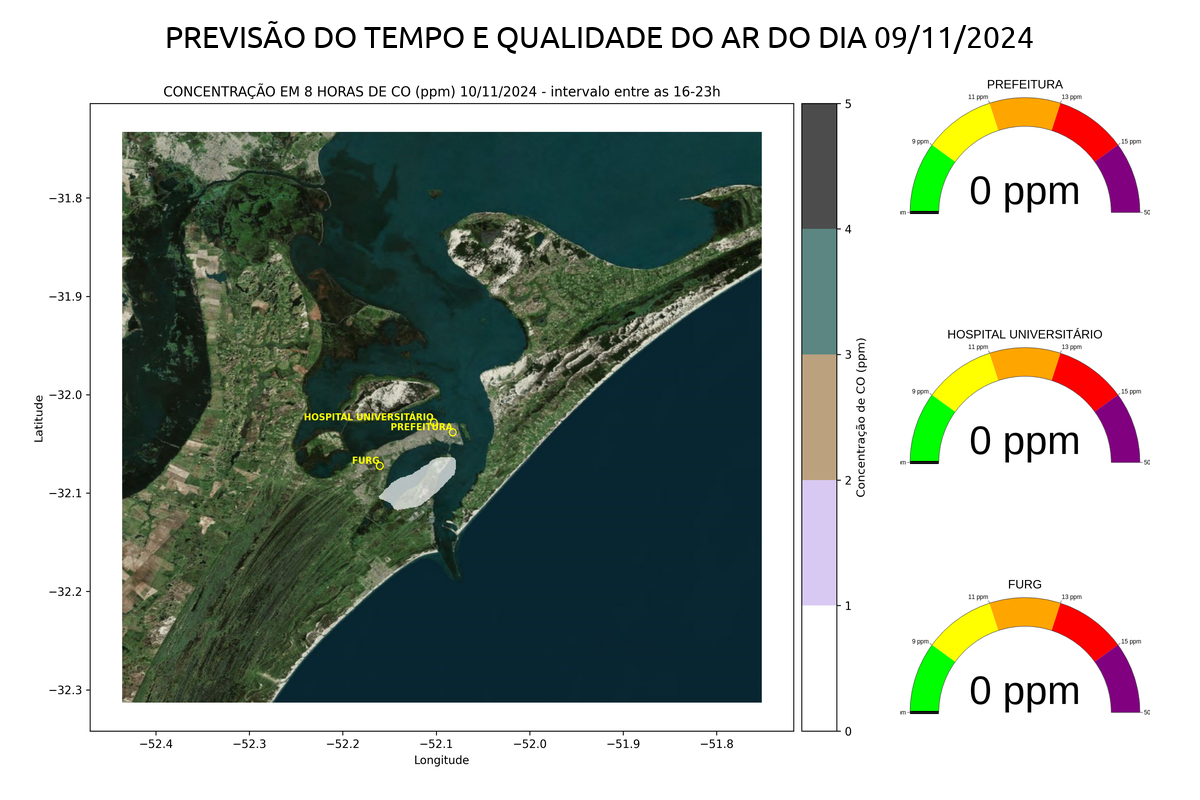 PREVISÃO DO TEMPO E QUALIDADE DO AR DO DIA 09/11/2024
CONCENTRAÇÃO EM 8 HORAS DE CO (ppm) 10/11/2024 - intervalo entre as 16-23h
Latitude
−31.8
−31.9
−32.0
−32.1
−32.2
−32.3
HOSPITAL UNIVERSITÁRIO
PREFEITURA
FURG
−52.4
−52.3
−52.2
−52.1
−52.0
−51.9
−51.8
Longitude
5
4
3
2
1
0
Concentração de CO (ppm)
PREFEITURA
11 ppm
13 ppm
9 ppm
15 ppm
0 ppm
HOSPITAL UNIVERSITÁRIO
11 ppm
13 ppm
9 ppm
15 ppm
0 ppm
FURG
11 ppm
13 ppm
9 ppm
15 ppm
0 ppm